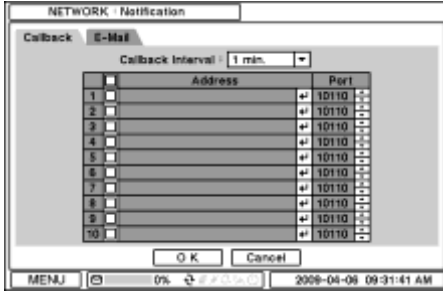 NETWORK : Notification
Callback E-Mail
Callback Interval : 1 min.
Address Port
1 10110
2 10110
3 10110
4 10110
5 10110
6 10110
7 10110
8 10110
9 10110
10 10110
O K Cancel
MENU 0% 2009-04-06 09:31:41 AM